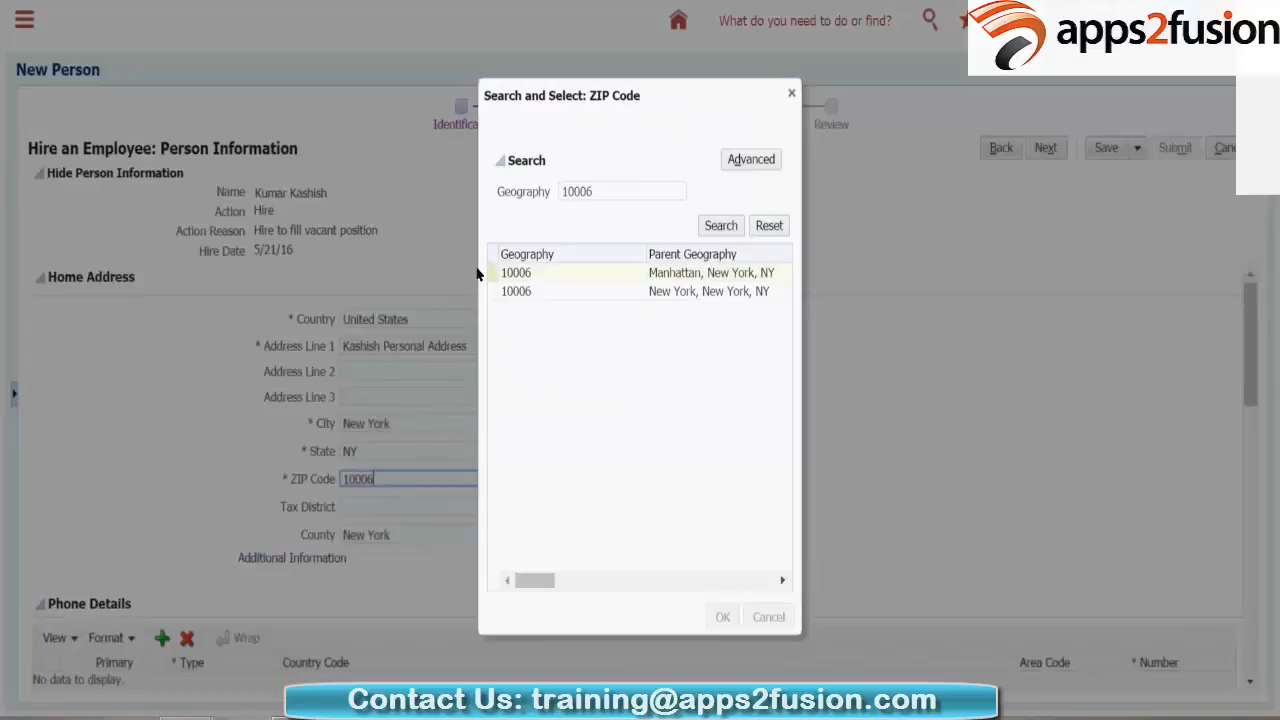 What do you need to do or find?
apps2fusion
New Person
Search and Select: ZIP Code
Identifica
Review
Hire an Employee: Person Information
Back
Next
Save
Submit
Canc
Search
Advanced
Hide Person Information
Name Kumar Kashish
Geography 10006
Action Hire
Action Reason Hire to fill vacant position
Search
Reset
Hire Date 5/21/16
Geography Parent Geography
10006 Manhattan, New York, NY
Home Address
10006 New York, New York, NY
* Country United States
* Address Line 1 Kashish Personal Address
Address Line 2
Address Line 3
* City New York
* State NY
* ZIP Code 10006
Tax District
County New York
Additional Information
Phone Details
OK
Cancel
View Format Wrap
Primary * Type Country Code Area Code * Number
No data to display.
Contact Us: training@apps2fusion.com